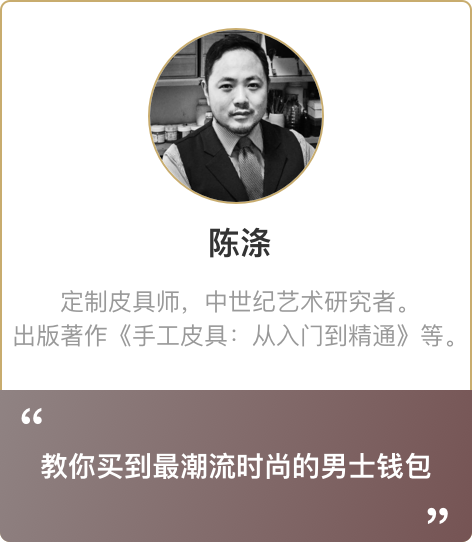 陈涤
定制皮具师，中世纪艺术研究者。
出版著作《手工皮具：从入门到精通》等。
“
教你买到最潮流时尚的男士钱包
”